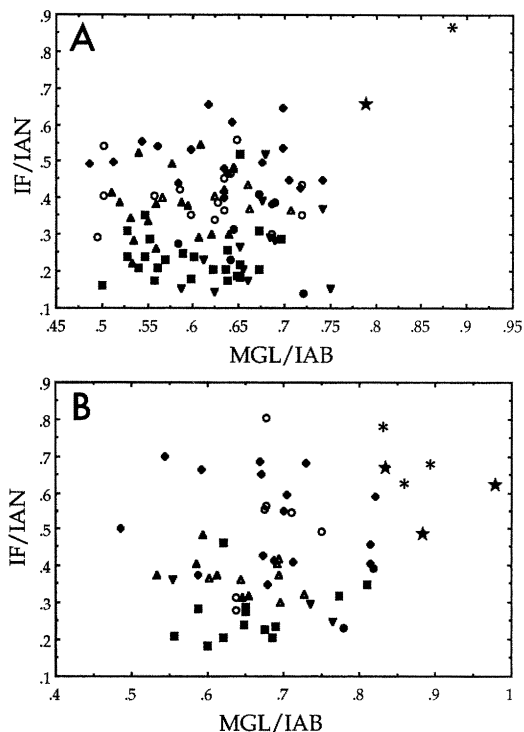 A
.9
.8
.7
.6
.5
.4
.3
.2
.1
IF/IAN
.45 .5 .55 .6 .65 .7 .75 .8 .85 .9 .95
MGL/IAB
B
.9
.8
.7
.6
.5
.4
.3
.2
.1
IF/IAN
.4 .5 .6 .7 .8 .9 1
MGL/IAB